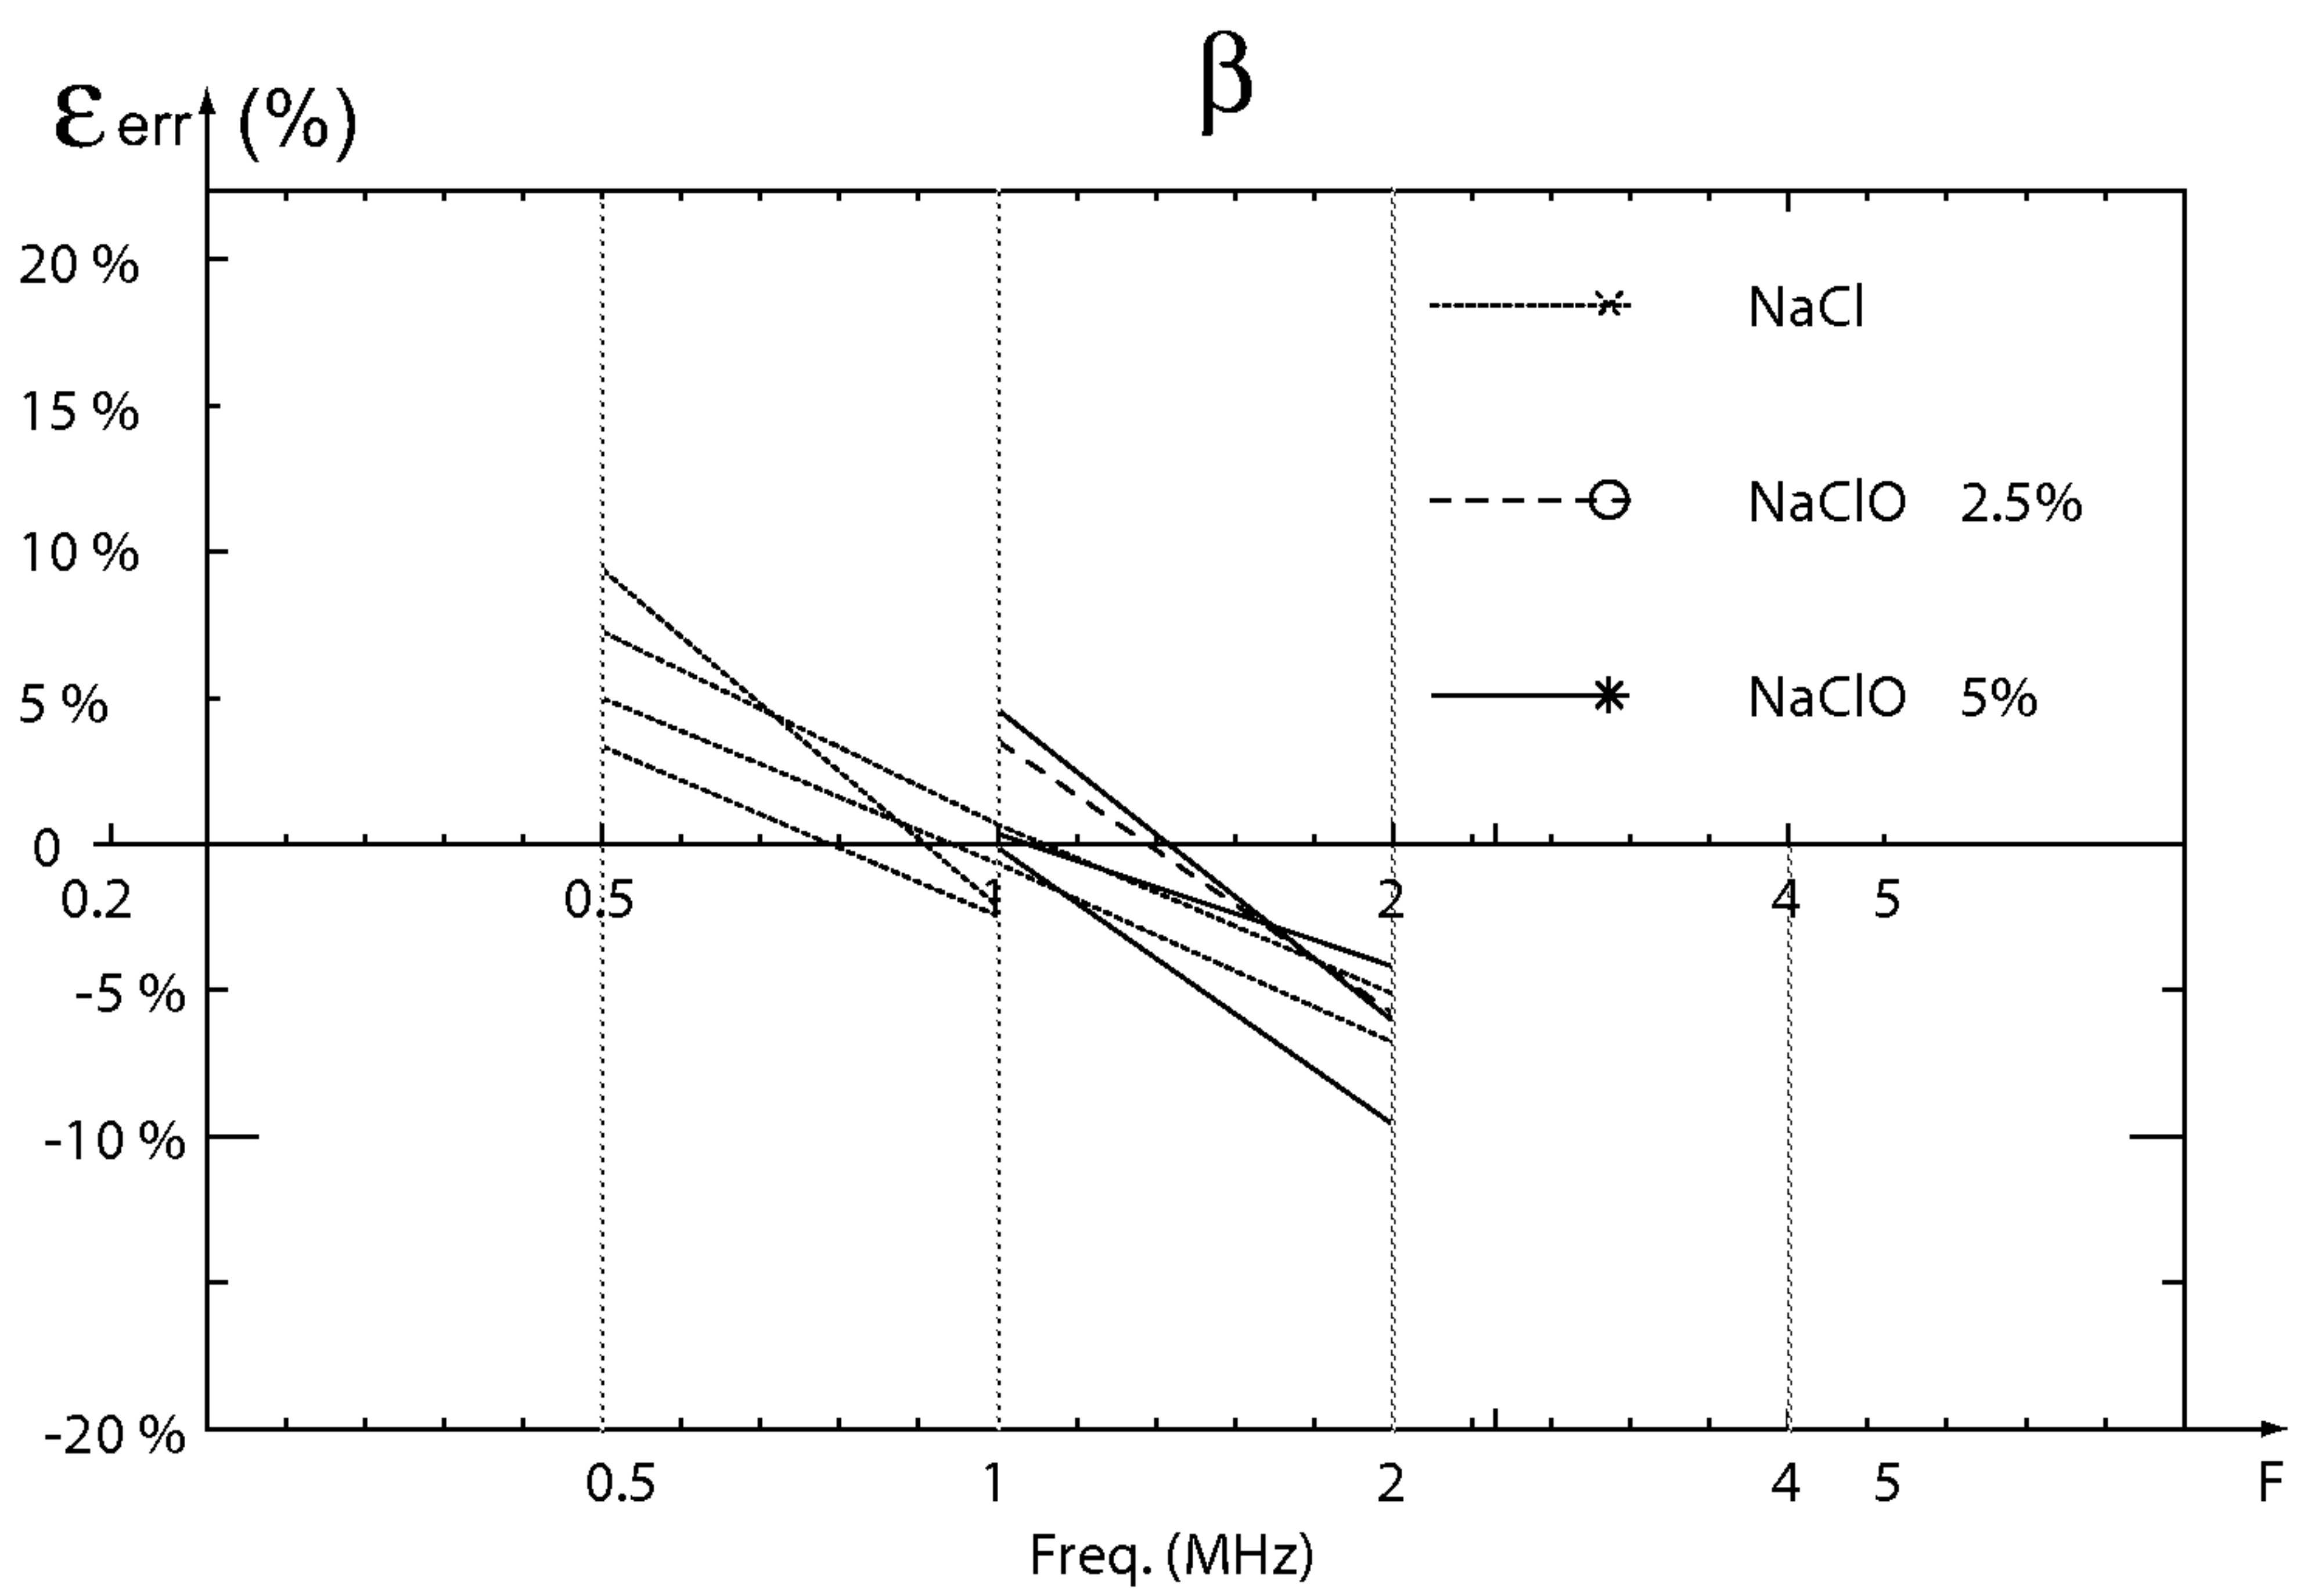 β
εerr (%)
20 %
NaCl
15 %
NaClO 2.5%
10 %
NaClO 5%
5 %
0
0.2 0.5 1 2 4 5
-5 %
-10 %
-20 %
0.5 1 2 4 5 F
Freq. (MHz)